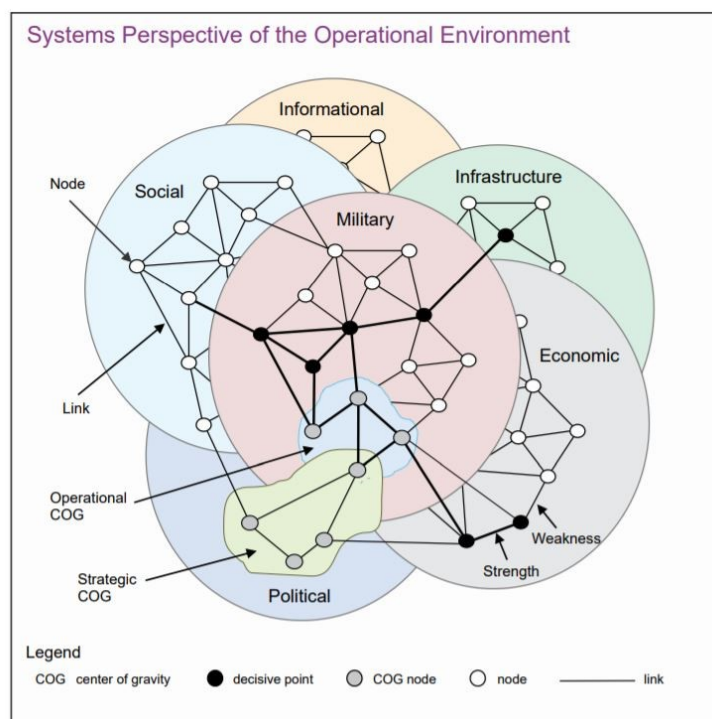 Systems Perspective of the Operational Environment
Informational
Infrastructure
Node
Social
Military
Economic
Link
Operational
COG
Weakness
Strength
Strategic
COG
Political
Legend
COG center of gravity decisive point COG node node link